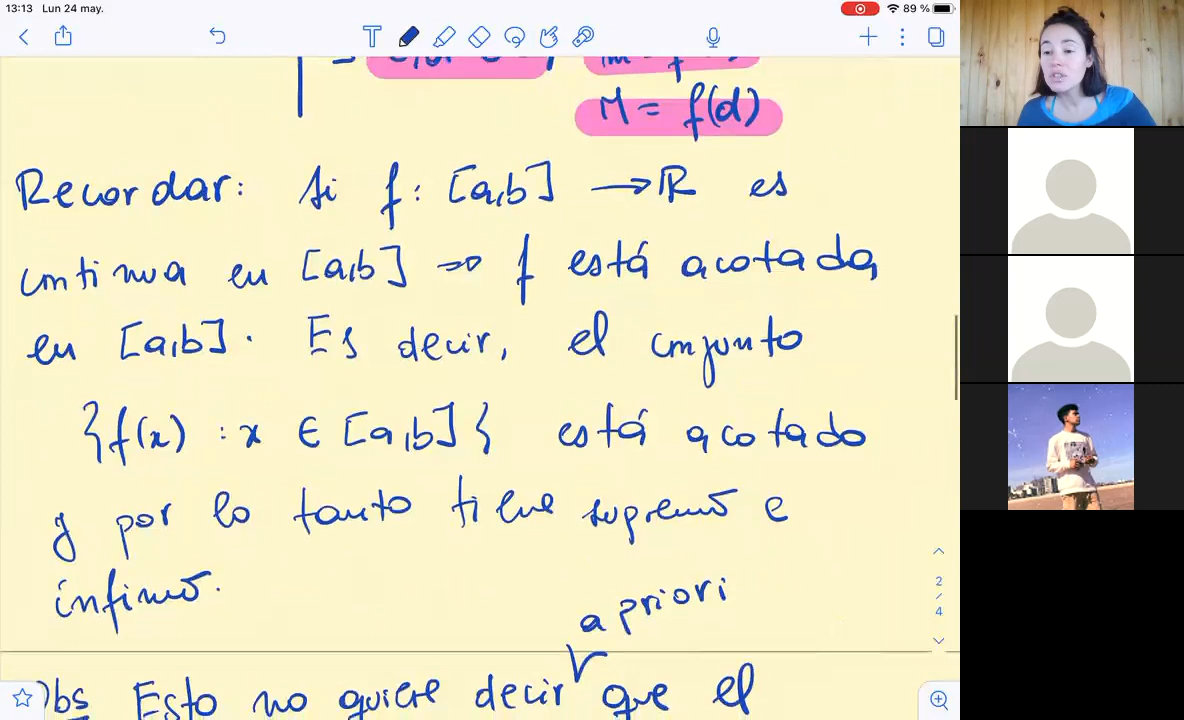 13:13 Lun 24 may.
89 %
M = f(d)
Recordar: Si f: [a,b] → ℝ es
continua en [a,b] ⇒ f está acotada
en [a,b]. Es decir, el conjunto
{f(x) : x ∈ [a,b]} está acotado
y por lo tanto tiene supremo e
ínfimo.
a priori
Obs Esto no quiere decir que el
2
/
4